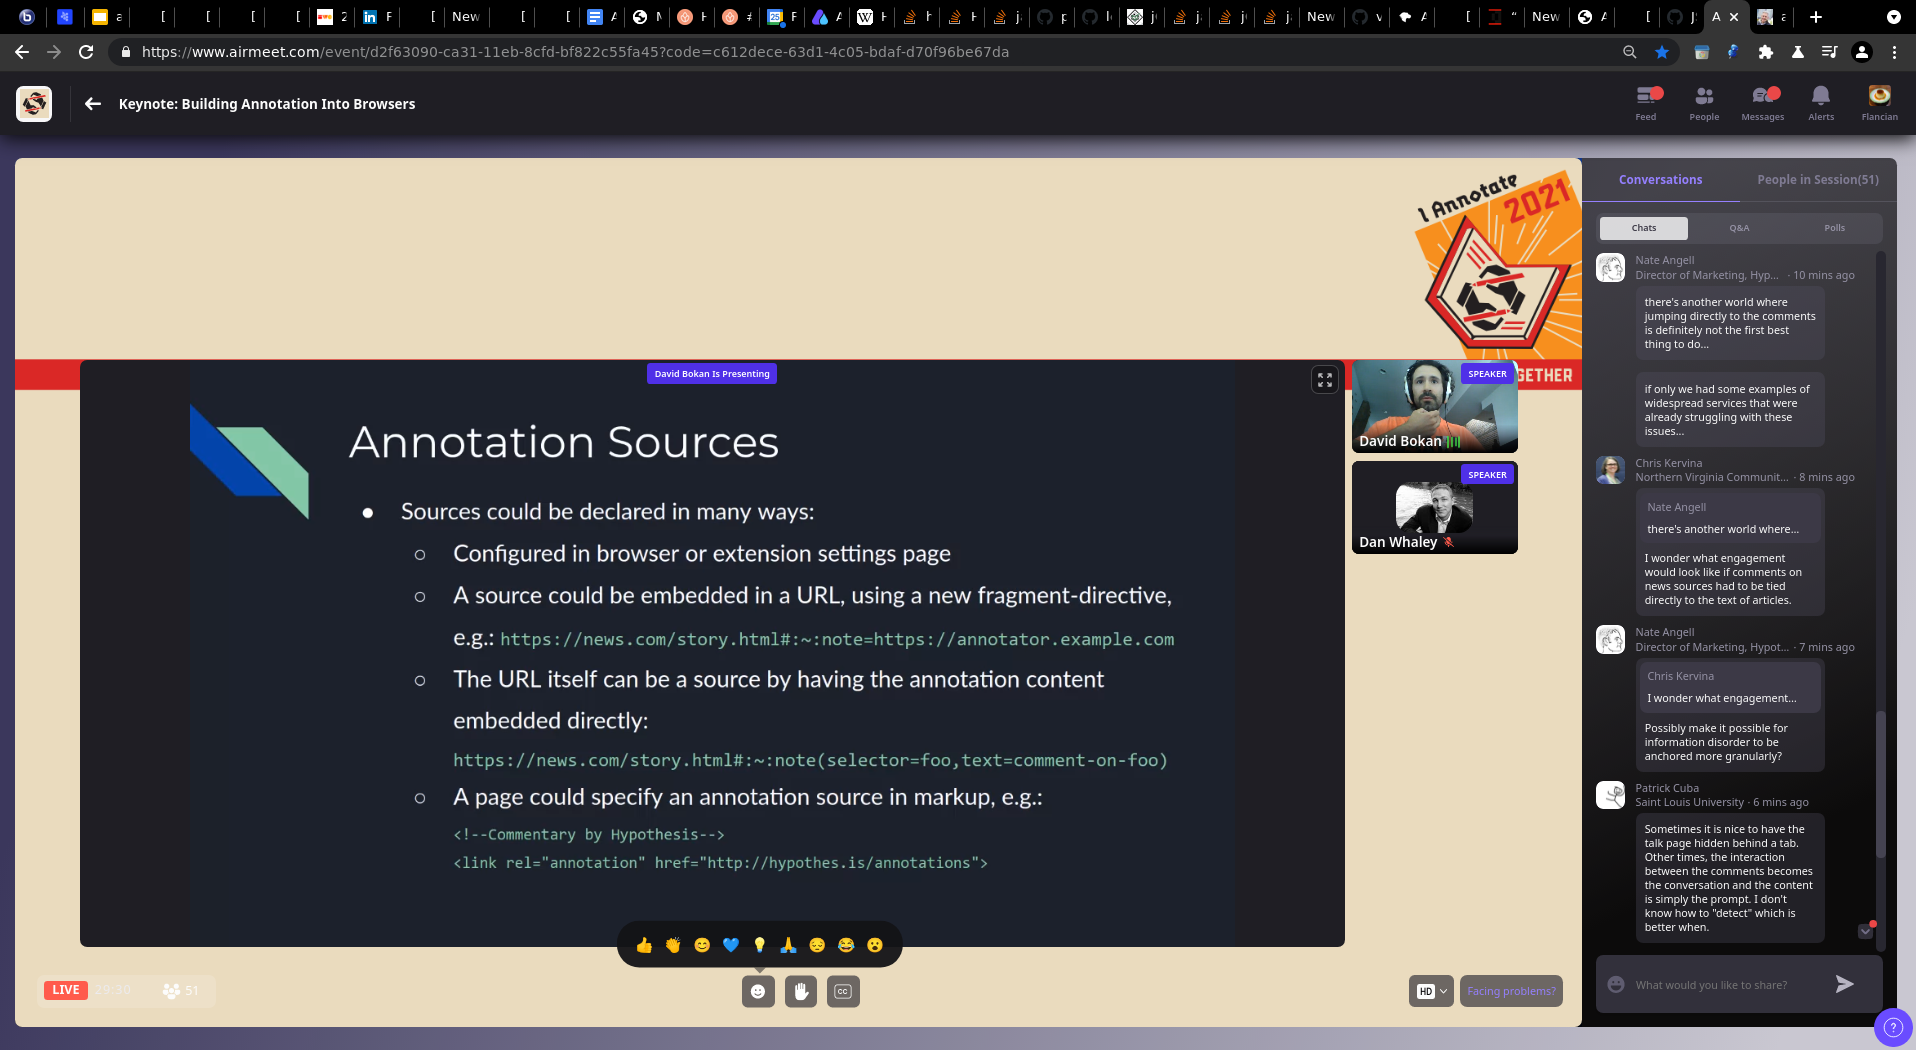 New
New
New
https://www.airmeet.com/event/d2f63090-ca31-11eb-8cfd-bf822c55fa45?code=c612dece-63d1-4c05-bdaf-d70f96be67da
Keynote: Building Annotation Into Browsers
Feed
People
Messages
Alerts
Flancian
I Annotate
2021
GETHER
David Bokan Is Presenting
Annotation Sources
● Sources could be declared in many ways:
○ Configured in browser or extension settings page
○ A source could be embedded in a URL, using a new fragment-directive,
e.g.: https://news.com/story.html#:~:note=https://annotator.example.com
○ The URL itself can be a source by having the annotation content
embedded directly:
https://news.com/story.html#:~:note(selector=foo,text=comment-on-foo)
○ A page could specify an annotation source in markup, e.g.:
<!--Commentary by Hypothesis-->
<link rel="annotation" href="http://hypothes.is/annotations">
SPEAKER
David Bokan
SPEAKER
Dan Whaley
LIVE 29:30 51
CC
HD
Facing problems?
Conversations
People in Session(51)
Chats
Q&A
Polls
Nate Angell
Director of Marketing, Hyp... · 10 mins ago
there's another world where
jumping directly to the comments
is definitely not the first best
thing to do...
if only we had some examples of
widespread services that were
already struggling with these
issues...
Chris Kervina
Northern Virginia Communit... · 8 mins ago
Nate Angell
there's another world where...
I wonder what engagement
would look like if comments on
news sources had to be tied
directly to the text of articles.
Nate Angell
Director of Marketing, Hypot... · 7 mins ago
Chris Kervina
I wonder what engagement...
Possibly make it possible for
information disorder to be
anchored more granularly?
Patrick Cuba
Saint Louis University · 6 mins ago
Sometimes it is nice to have the
talk page hidden behind a tab.
Other times, the interaction
between the comments becomes
the conversation and the content
is simply the prompt. I don't
know how to "detect" which is
better when.
What would you like to share?